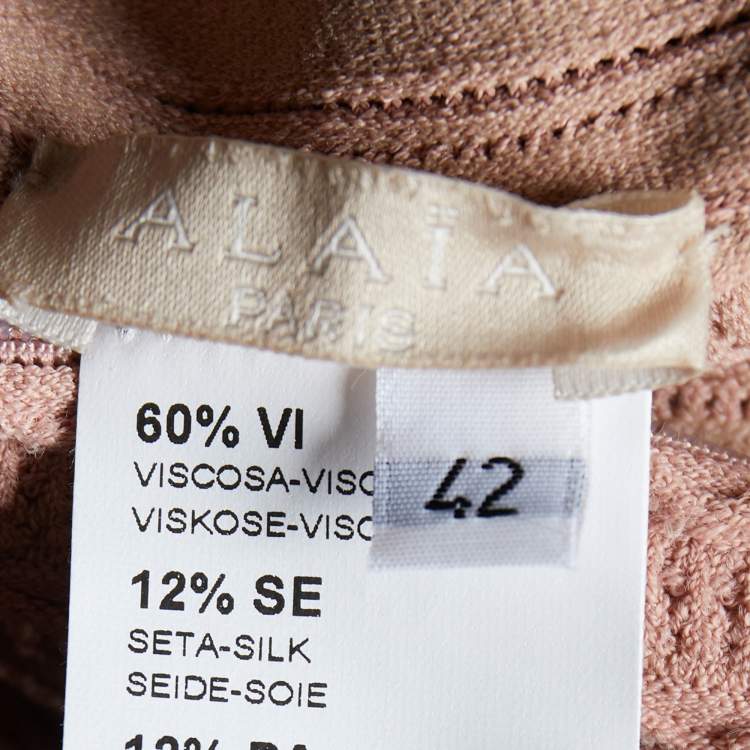 ALAÏA
PARIS
42
60% VI
VISCOSA-VISC
VISKOSE-VISC
12% SE
SETA-SILK
SEIDE-SOIE